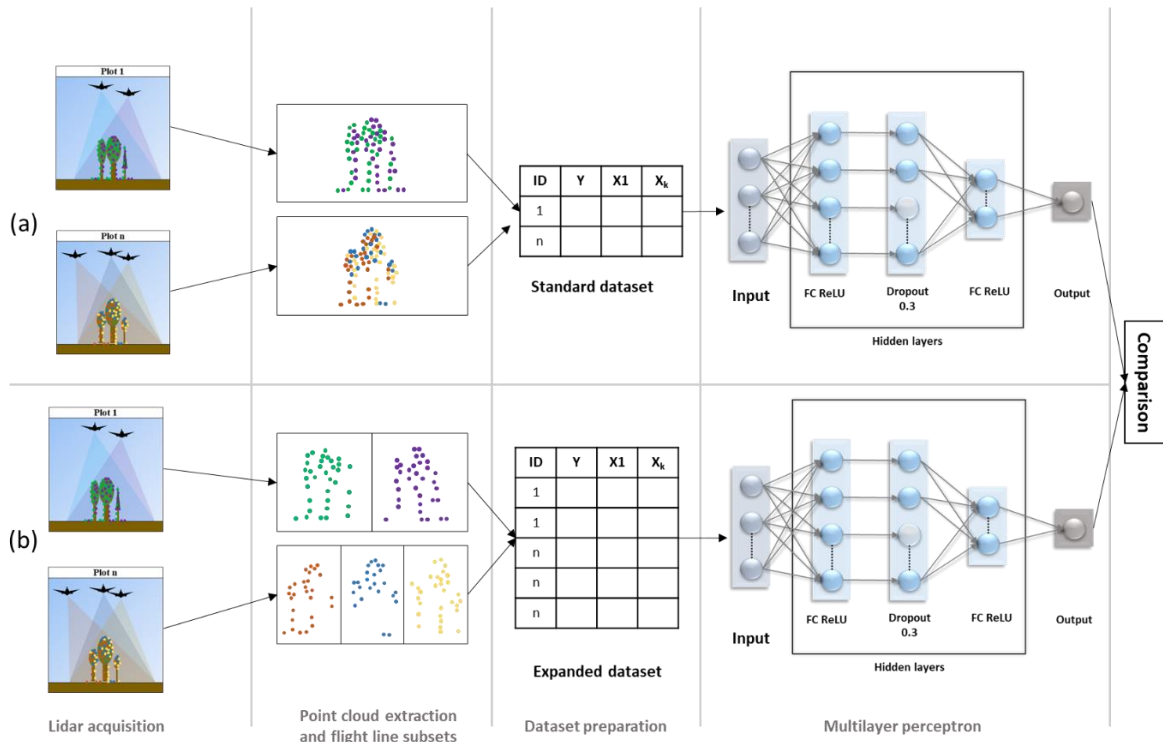 Plot 1
(a)
Plot n
ID Y X1 Xk
1
n
Standard dataset
Input
FC ReLU
Dropout
0.3
FC ReLU
Hidden layers
Output
Comparison
Plot 1
(b)
Plot n
ID Y X1 Xk
1
1
n
n
n
Expanded dataset
Input
FC ReLU
Dropout
0.3
FC ReLU
Hidden layers
Output
Lidar acquisition
Point cloud extraction
and flight line subsets
Dataset preparation
Multilayer perceptron